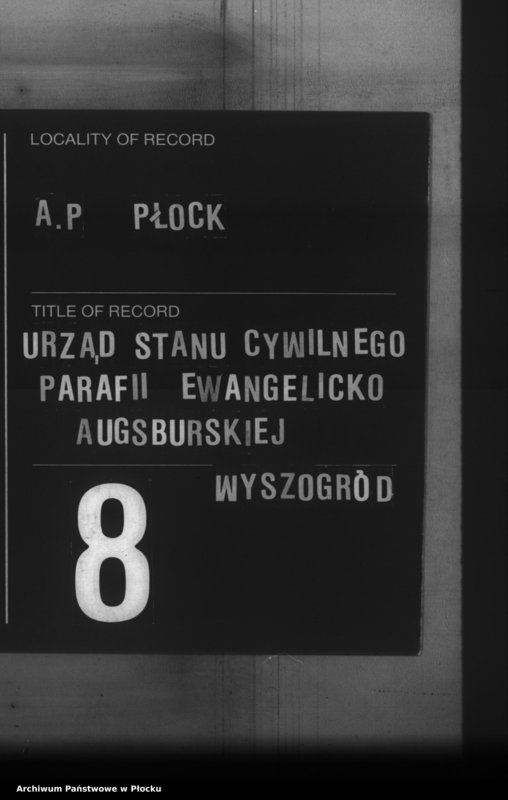 LOCALITY OF RECORD
A.P PŁOCK
TITLE OF RECORD
URZĄD STANU CYWILNEGO
PARAFII EWANGELICKO
AUGSBURSKIEJ
WYSZOGRÒD
8
Archiwum Państwowe w Płocku